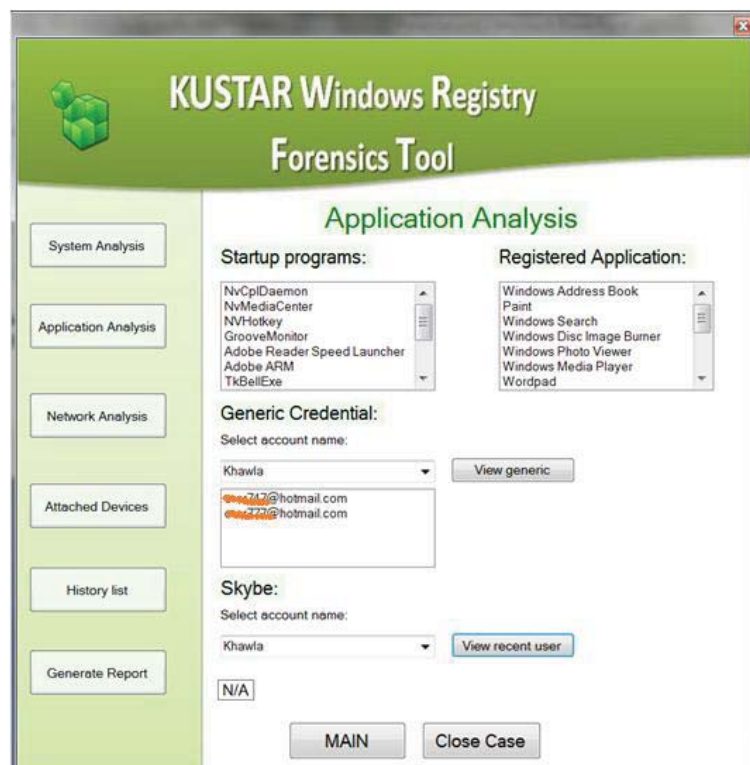 KUSTAR Windows Registry
Forensics Tool
System Analysis
Application Analysis
Network Analysis
Attached Devices
History list
Generate Report
Application Analysis
Startup programs:
NvCplDaemon
NvMediaCenter
NVHotkey
GrooveMonitor
Adobe Reader Speed Launcher
Adobe ARM
TkBellExe
Registered Application:
Windows Address Book
Paint
Windows Search
Windows Disc Image Burner
Windows Photo Viewer
Windows Media Player
Wordpad
Generic Credential:
Select account name:
Khawla
View generic
@hotmail.com
@hotmail.com
Skybe:
Select account name:
Khawla
View recent user
N/A
MAIN
Close Case